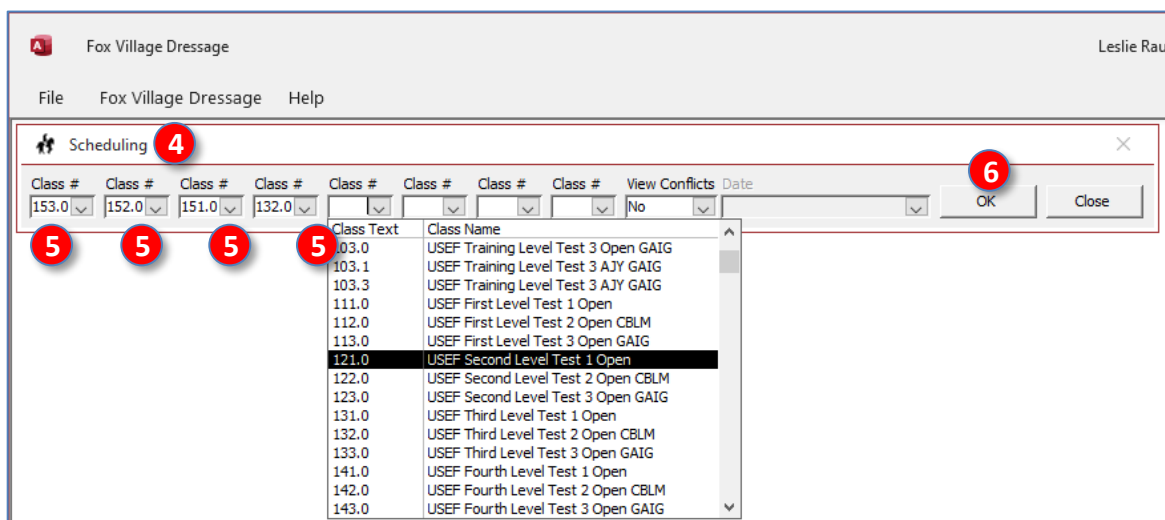 Fox Village Dressage Leslie Rau
File Fox Village Dressage Help
Scheduling 4
6
Class # Class # Class # Class # Class # Class # Class # Class # View Conflicts Date
153.0 152.0 151.0 132.0 No OK Close
5 5 5 5
Class Text Class Name
03.0 USEF Training Level Test 3 Open GAIG
103.1 USEF Training Level Test 3 AJY GAIG
103.3 USEF Training Level Test 3 AJY GAIG
111.0 USEF First Level Test 1 Open
112.0 USEF First Level Test 2 Open CBLM
113.0 USEF First Level Test 3 Open GAIG
121.0 USEF Second Level Test 1 Open
122.0 USEF Second Level Test 2 Open CBLM
123.0 USEF Second Level Test 3 Open GAIG
131.0 USEF Third Level Test 1 Open
132.0 USEF Third Level Test 2 Open CBLM
133.0 USEF Third Level Test 3 Open GAIG
141.0 USEF Fourth Level Test 1 Open
142.0 USEF Fourth Level Test 2 Open CBLM
143.0 USEF Fourth Level Test 3 Open GAIG